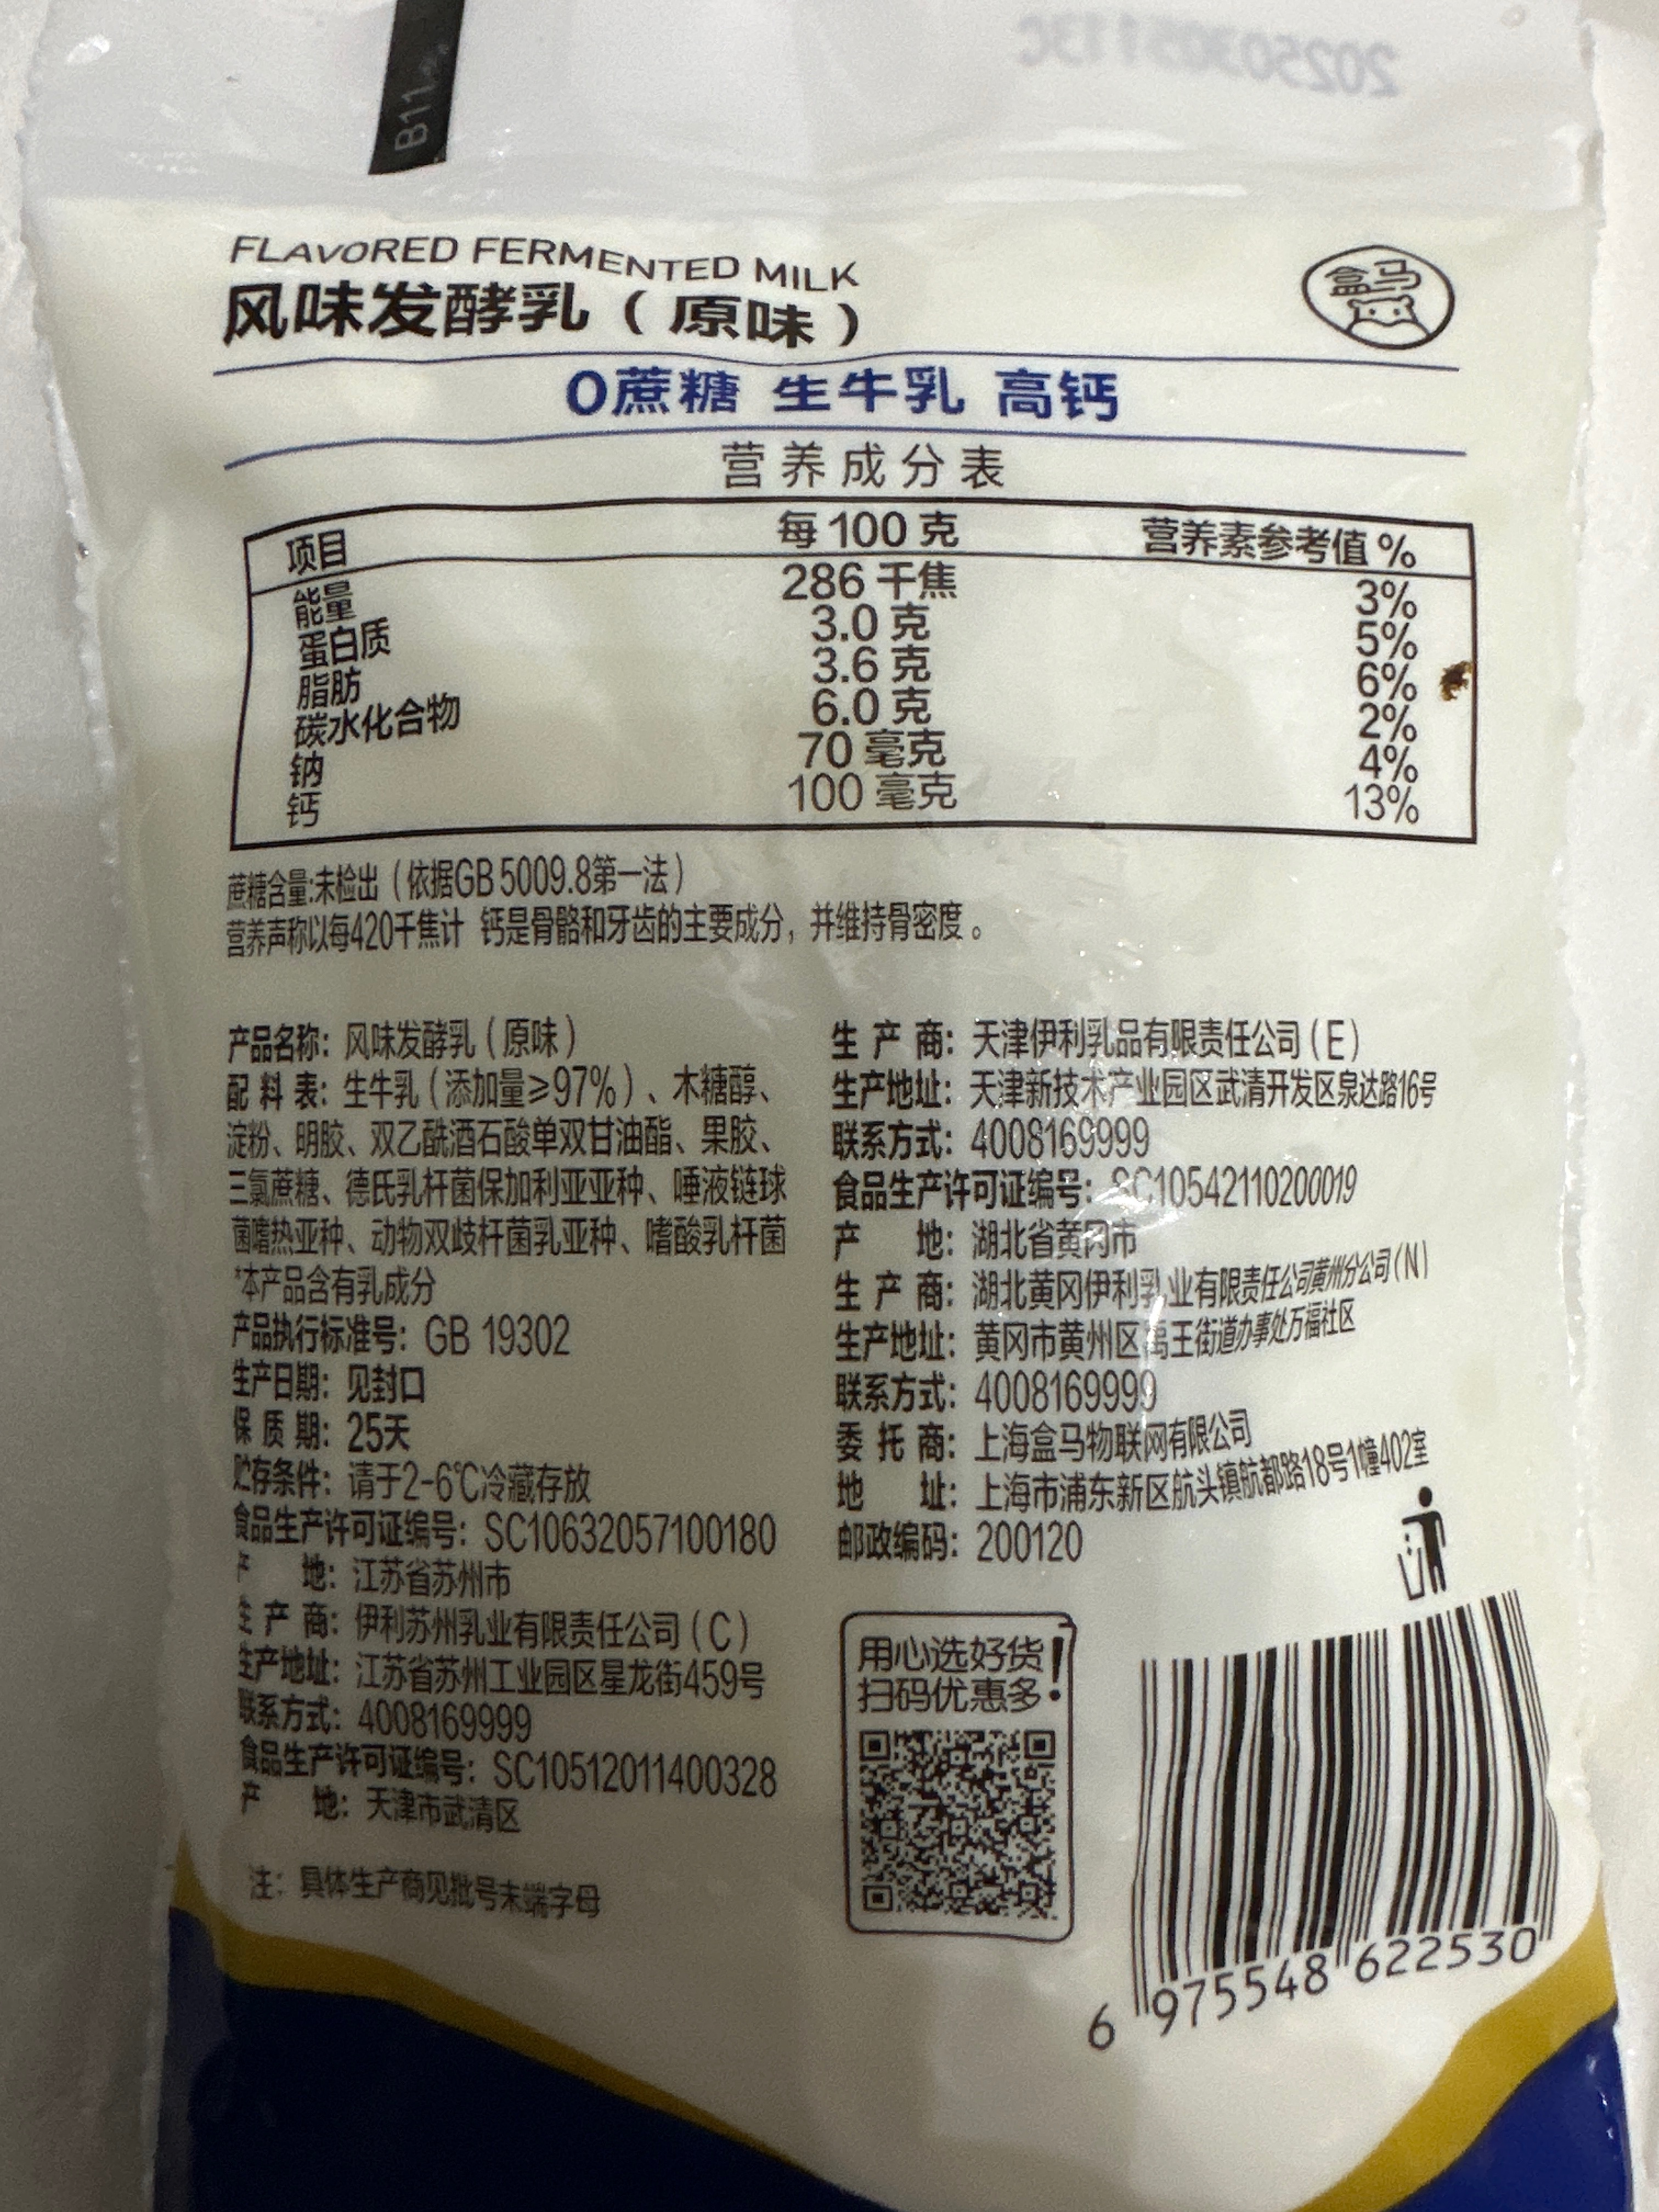 20250305113C
B11
FLAVORED FERMENTED MILK
风味发酵乳（原味）
盒马
0蔗糖 生牛乳 高钙
营养成分表
项目 每100克 营养素参考值%
能量 286千焦 3%
蛋白质 3.0克 5%
脂肪 3.6克 6%
碳水化合物 6.0克 2%
钠 70毫克 4%
钙 100毫克 13%
蔗糖含量:未检出（依据GB 5009.8第一法）
营养声称以每420千焦计 钙是骨骼和牙齿的主要成分，并维持骨密度。
产品名称：风味发酵乳（原味）
配料表：生牛乳（添加量≥97%）、木糖醇、
淀粉、明胶、双乙酰酒石酸单双甘油酯、果胶、
三氯蔗糖、德氏乳杆菌保加利亚亚种、唾液链球
菌嗜热亚种、动物双歧杆菌乳亚种、嗜酸乳杆菌
*本产品含有乳成分
产品执行标准号：GB 19302
生产日期：见封口
保质期：25天
贮存条件：请于2-6℃冷藏存放
食品生产许可证编号：SC10632057100180
产地：江苏省苏州市
生产商：伊利苏州乳业有限责任公司（C）
生产地址：江苏省苏州工业园区星龙街459号
联系方式：4008169999
食品生产许可证编号：SC10512011400328
产地：天津市武清区
注：具体生产商见批号末端字母
生产商：天津伊利乳品有限责任公司（E）
生产地址：天津新技术产业园区武清开发区泉达路16号
联系方式：4008169999
食品生产许可证编号：SC10542110200019
产地：湖北省黄冈市
生产商：湖北黄冈伊利乳业有限责任公司黄州分公司（N）
生产地址：黄冈市黄州区禹王街道办事处万福社区
联系方式：4008169999
委托商：上海盒马物联网有限公司
地址：上海市浦东新区航头镇航都路18号1幢402室
邮政编码：200120
用心选好货！
扫码优惠多！
6 975548 622530